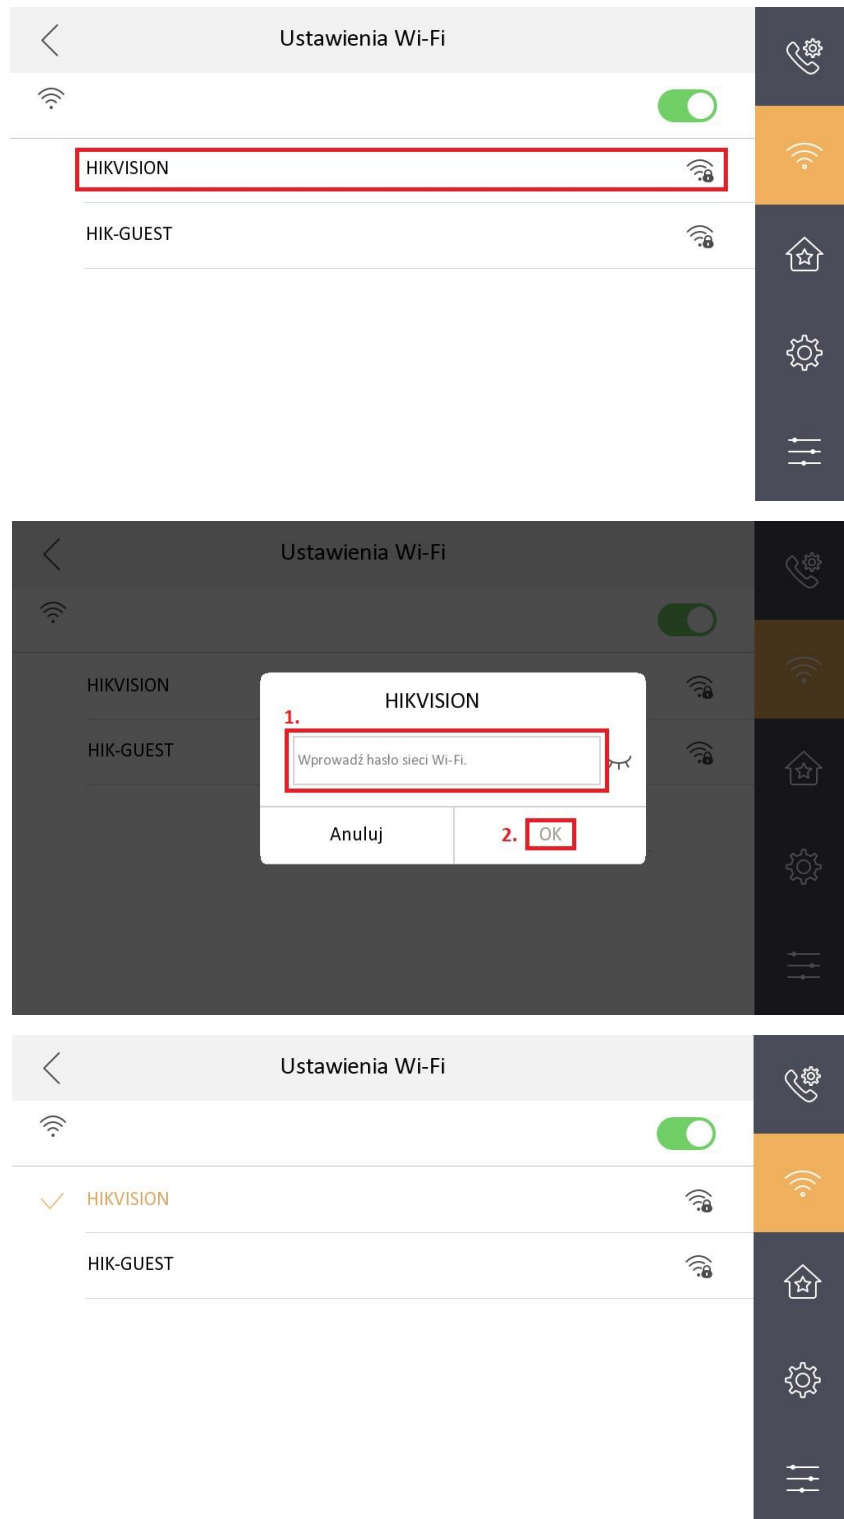 Ustawienia Wi-Fi
HIKVISION
HIK-GUEST
Ustawienia Wi-Fi
HIKVISION
HIK-GUEST
HIKVISION
1.
Wprowadź hasło sieci Wi-Fi.
Anuluj
2. OK
Ustawienia Wi-Fi
HIKVISION
HIK-GUEST